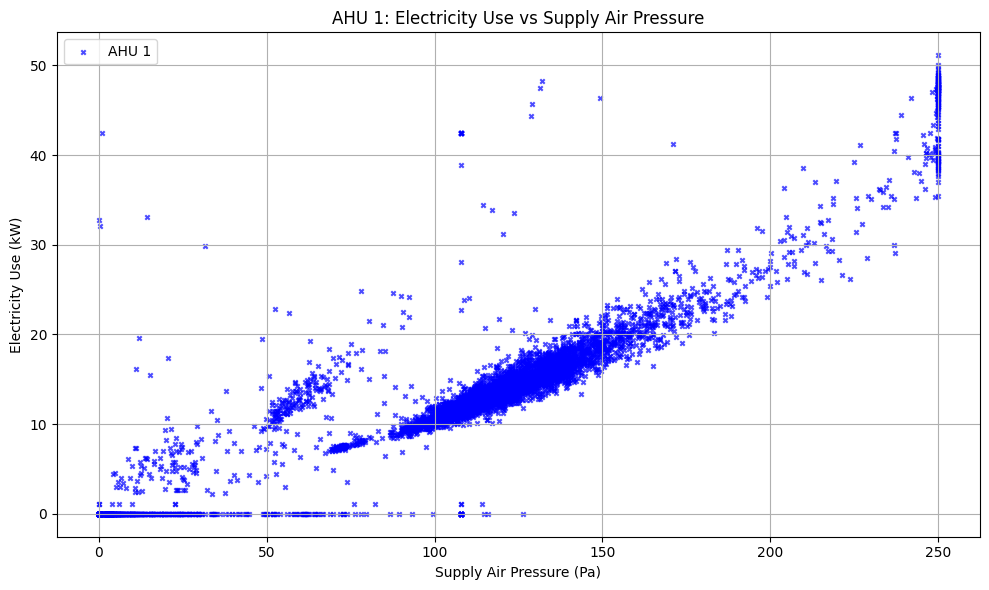 AHU 1: Electricity Use vs Supply Air Pressure
AHU 1
Electricity Use (kW)
50
40
30
20
10
0
0 50 100 150 200 250
Supply Air Pressure (Pa)